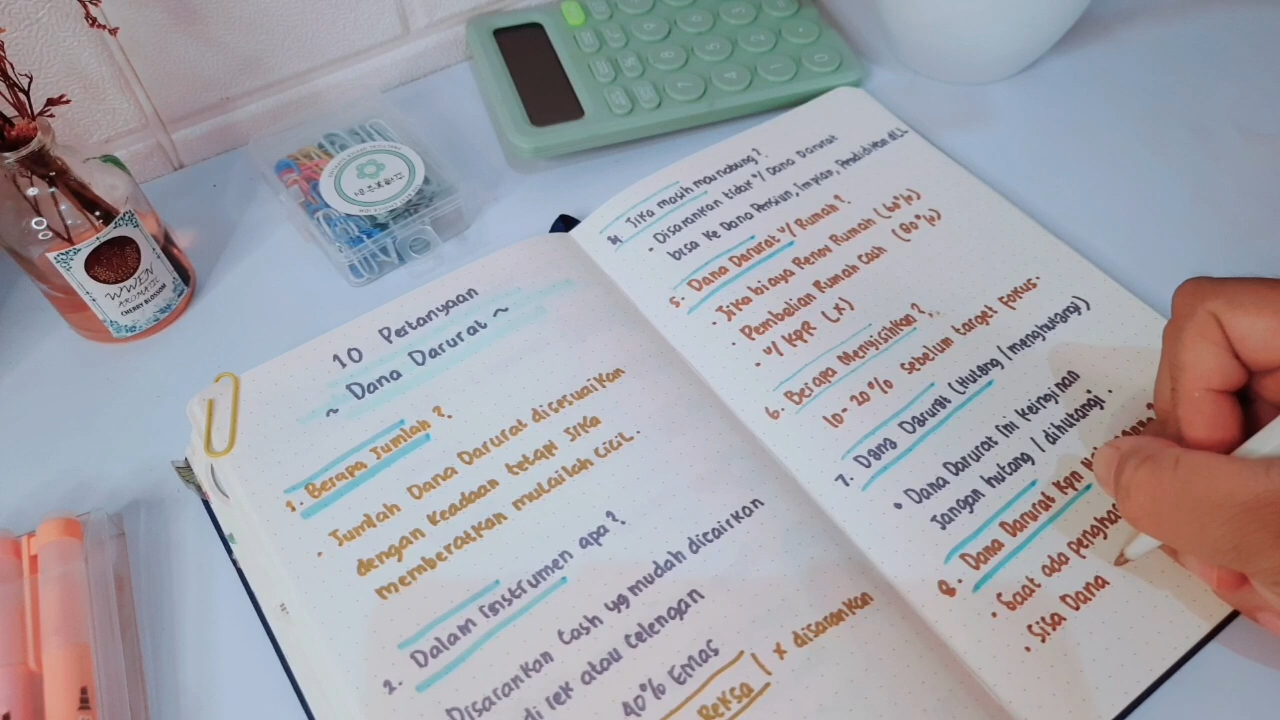 10 Pertanyaan
~ Dana Darurat ~
1. Berapa Jumlah ?
• Jumlah Dana Darurat disesuaikan
dengan Keadaan tetapi Jika
memberatkan mulailah cicil.
2. Dalam Instrumen apa ?
Disarankan Cash yg mudah dicairkan
di rek atau celengan
40% Emas
Reksa | x disarankan
4. Jika masih mau nabung ?
• Disarankan tidak u/ Dana Darurat
bisa ke Dana Pensiun, Impian, Pendidikan dll.
5. Dana Darurat u/ Rumah ?
• Jika biaya Renov Rumah (60%)
• Pembelian Rumah Cash (80%)
• u/ KPR (x)
6. Berapa Menyisihkan ?
10-20% sebelum target Fokus.
7. Dana Darurat (Hutang / menghutangi)
• Dana Darurat ini Keinginan
Jangan hutang / dihutangi.
8. Dana Darurat Kpn
• Saat ada
• Sisa Dana
WWEN
AROMATIC
CHERRY BLOSSOM